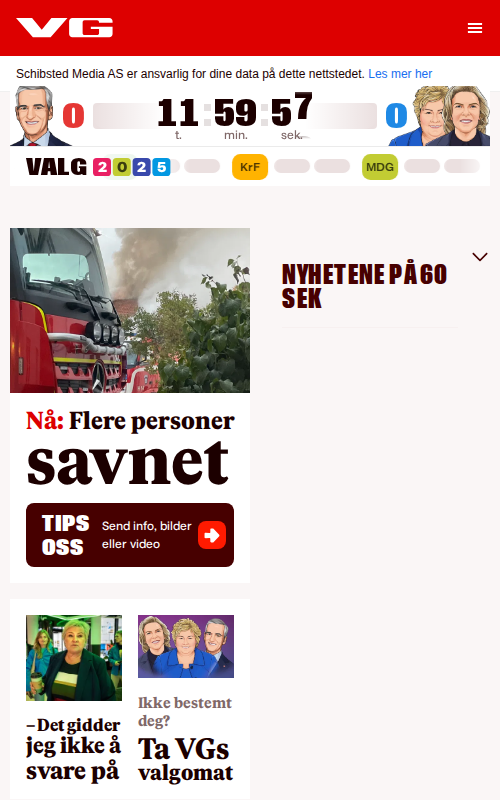 VG
Schibsted Media AS er ansvarlig for dine data på dette nettstedet. Les mer her
0 11:59:57 0
t. min. sek.
VALG 2025 KrF MDG
NYHETENE PÅ 60
SEK
Nå: Flere personer
savnet
TIPS
OSS
Send info, bilder
eller video
– Det gidder
jeg ikke å
svare på
Ikke bestemt
deg?
Ta VGs
valgomat